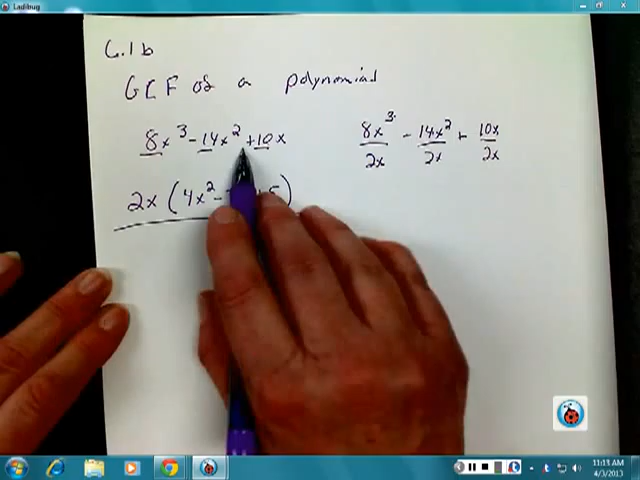 Ladibug
6.1b
GCF of a polynomial
8x³ - 14x² + 10x
8x³/2x - 14x²/2x + 10x/2x
2x (4x² - + 5)
11:13 AM
4/3/2013